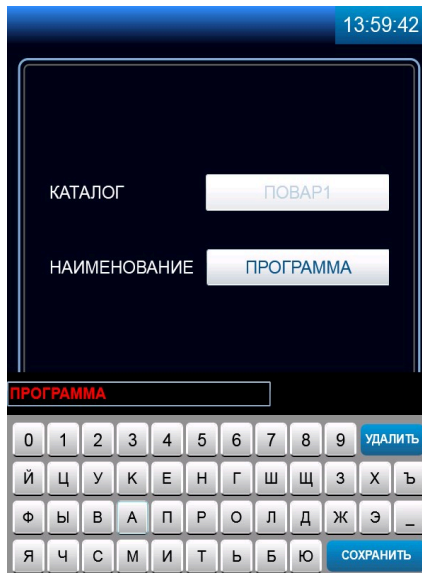 13:59:42
КАТАЛОГ ПОВАР1
НАИМЕНОВАНИЕ ПРОГРАММА
ПРОГРАММА
0 1 2 3 4 5 6 7 8 9 УДАЛИТЬ
Й Ц У К Е Н Г Ш Щ З Х Ъ
Ф Ы В А П Р О Л Д Ж Э _
Я Ч С М И Т Ь Б Ю СОХРАНИТЬ